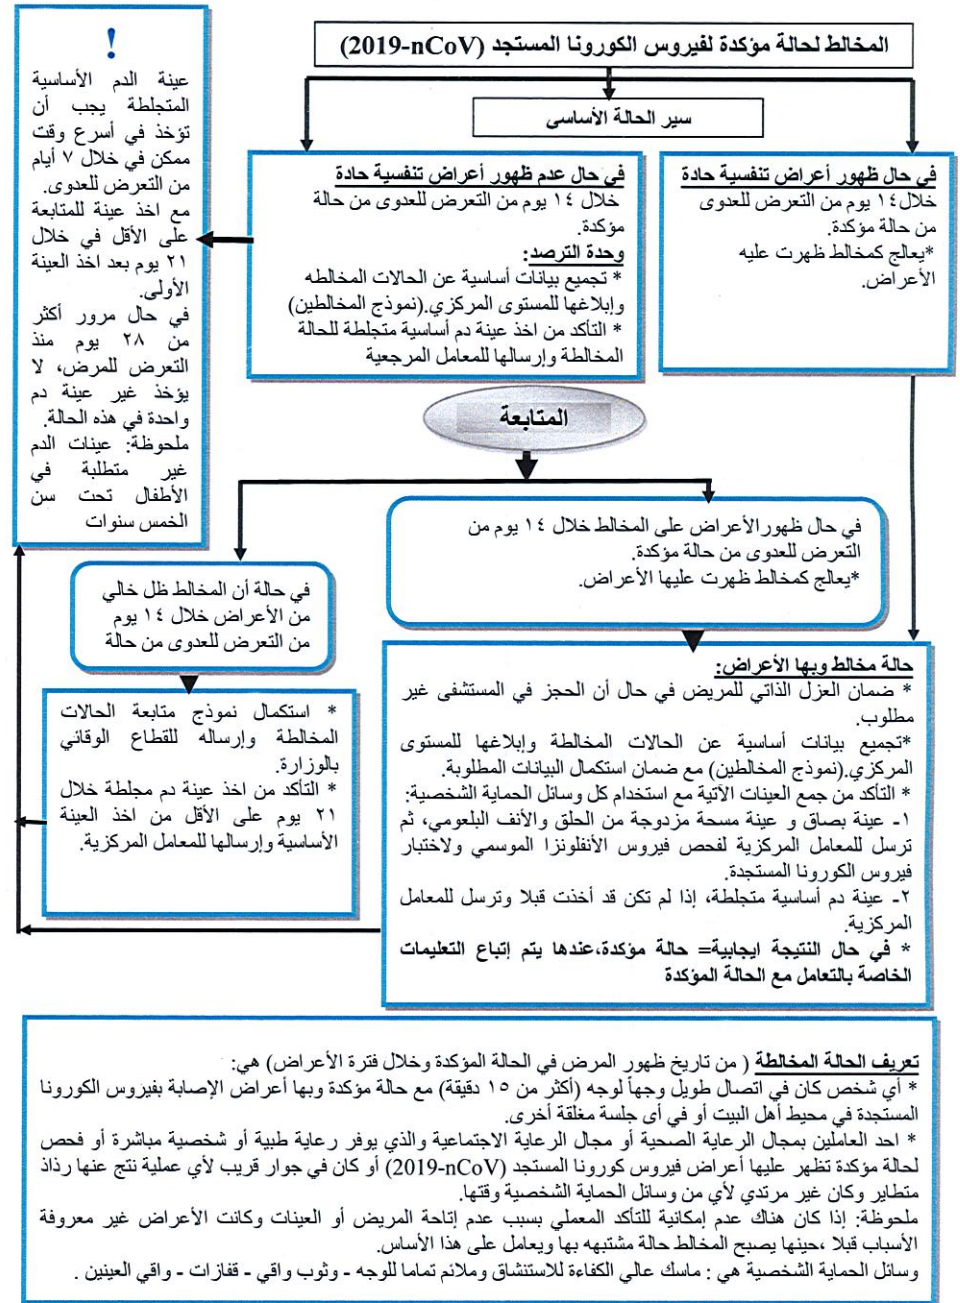 المخالط لحالة مؤكدة لفيروس الكورونا المستجد (2019-nCoV)
سير الحالة الأساسى
في حال ظهور أعراض تنفسية حادة
خلال١٤ يوم من التعرض للعدوى
من حالة مؤكدة.
*يعالج كمخالط ظهرت عليه
الأعراض.
في حال عدم ظهور أعراض تنفسية حادة
خلال ١٤ يوم من التعرض للعدوى من حالة
مؤكدة.
وحدة الترصد:
* تجميع بيانات أساسية عن الحالات المخالطه
وإبلاغها للمستوى المركزي.(نموذج المخالطين)
* التأكد من اخذ عينة دم أساسية متجلطة للحالة
المخالطة وإرسالها للمعامل المرجعية
!
عينة الدم الأساسية
المتجلطة يجب أن
تؤخذ في أسرع وقت
ممكن في خلال ٧ أيام
من التعرض للعدوى.
مع اخذ عينة للمتابعة
على الأقل في خلال
٢١ يوم بعد اخذ العينة
الأولى.
في حال مرور أكثر
من ٢٨ يوم منذ
التعرض للمرض، لا
يؤخذ غير عينة دم
واحدة في هذه الحالة.
ملحوظة: عينات الدم
غير متطلبة في
الأطفال تحت سن
الخمس سنوات
المتابعة
في حال ظهورالأعراض على المخالط خلال ١٤ يوم من
التعرض للعدوى من حالة مؤكدة.
*يعالج كمخالط ظهرت عليها الأعراض.
في حالة أن المخالط ظل خالي
من الأعراض خلال ١٤ يوم
من التعرض للعدوى من حالة
حالة مخالط وبها الأعراض:
* ضمان العزل الذاتي للمريض في حال أن الحجز في المستشفى غير
مطلوب.
*تجميع بيانات أساسية عن الحالات المخالطة وإبلاغها للمستوى
المركزي.(نموذج المخالطين) مع ضمان استكمال البيانات المطلوبة.
* التأكد من جمع العينات الآتية مع استخدام كل وسائل الحماية الشخصية:
١- عينة بصاق و عينة مسحة مزدوجة من الحلق والأنف البلعومي، ثم
ترسل للمعامل المركزية لفحص فيروس الأنفلونزا الموسمي ولاختبار
فيروس الكورونا المستجدة.
٢- عينة دم أساسية متجلطة، إذا لم تكن قد أخذت قبلا وترسل للمعامل
المركزية.
* في حال النتيجة ايجابية= حالة مؤكدة،عندها يتم إتباع التعليمات
الخاصة بالتعامل مع الحالة المؤكدة
* استكمال نموذج متابعة الحالات
المخالطة وإرساله للقطاع الوقائي
بالوزارة.
* التأكد من اخذ عينة دم مجلطة خلال
٢١ يوم على الأقل من اخذ العينة
الأساسية وإرسالها للمعامل المركزية.
تعريف الحالة المخالطة ( من تاريخ ظهور المرض في الحالة المؤكدة وخلال فترة الأعراض) هي:
* أي شخص كان في اتصال طويل وجهاً لوجه (أكثر من ١٥ دقيقة) مع حالة مؤكدة وبها أعراض الإصابة بفيروس الكورونا
المستجدة في محيط أهل البيت أو في أى جلسة مغلقة أخرى.
* احد العاملين بمجال الرعاية الصحية أو مجال الرعاية الاجتماعية والذي يوفر رعاية طبية أو شخصية مباشرة أو فحص
لحالة مؤكدة تظهر عليها أعراض فيروس كورونا المستجد (2019-nCoV) أو كان في جوار قريب لأي عملية نتج عنها رذاذ
متطاير وكان غير مرتدي لأي من وسائل الحماية الشخصية وقتها.
ملحوظة: إذا كان هناك عدم إمكانية للتأكد المعملي بسبب عدم إتاحة المريض أو العينات وكانت الأعراض غير معروفة
الأسباب قبلا ،حينها يصبح المخالط حالة مشتبهه بها ويعامل على هذا الأساس.
وسائل الحماية الشخصية هي : ماسك عالي الكفاءة للاستنشاق وملائم تماما للوجه - وثوب واقي - قفازات - واقي العينين .